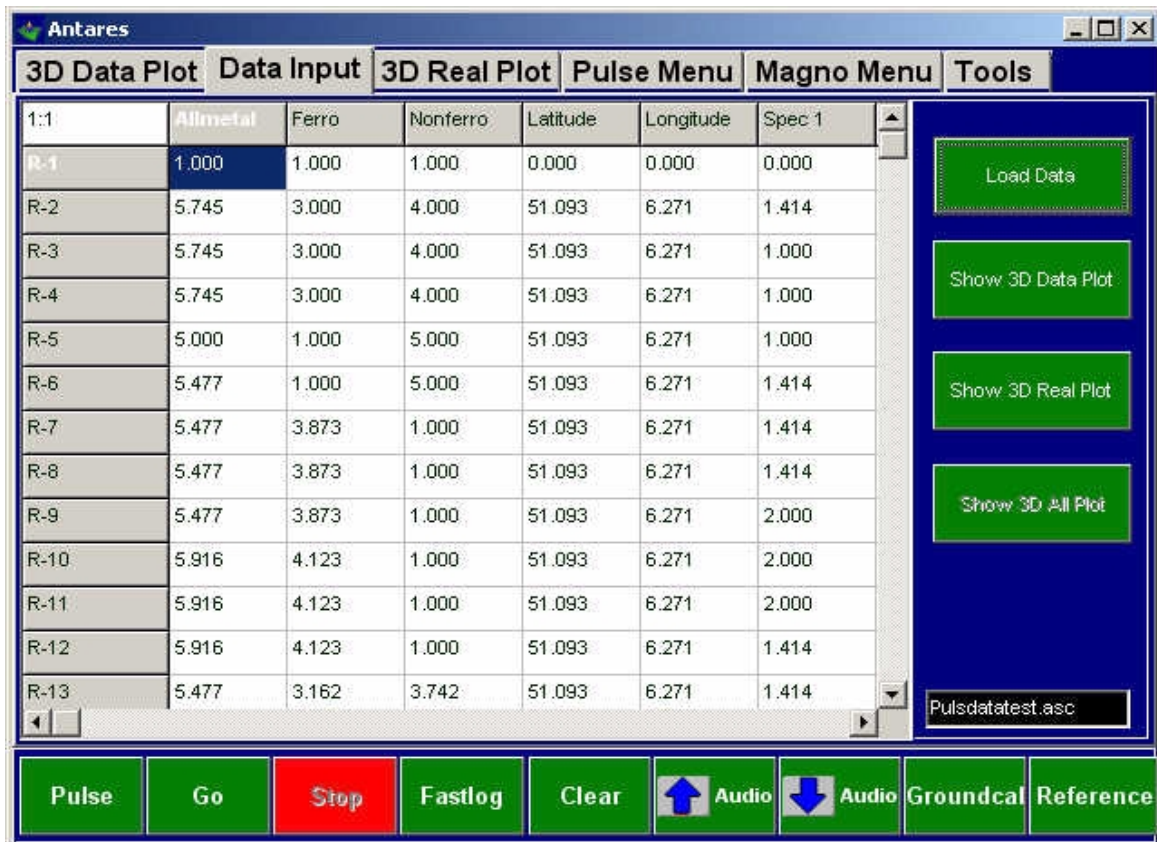 Antares
3D Data Plot Data Input 3D Real Plot Pulse Menu Magno Menu Tools
1:1 Allmetal Ferro Nonferro Latitude Longitude Spec 1
R-1 1.000 1.000 1.000 0.000 0.000 0.000
R-2 5.745 3.000 4.000 51.093 6.271 1.414
R-3 5.745 3.000 4.000 51.093 6.271 1.000
R-4 5.745 3.000 4.000 51.093 6.271 1.000
R-5 5.000 1.000 5.000 51.093 6.271 1.000
R-6 5.477 1.000 5.000 51.093 6.271 1.414
R-7 5.477 3.873 1.000 51.093 6.271 1.414
R-8 5.477 3.873 1.000 51.093 6.271 1.414
R-9 5.477 3.873 1.000 51.093 6.271 2.000
R-10 5.916 4.123 1.000 51.093 6.271 2.000
R-11 5.916 4.123 1.000 51.093 6.271 2.000
R-12 5.916 4.123 1.000 51.093 6.271 1.414
R-13 5.477 3.162 3.742 51.093 6.271 1.414
Load Data
Show 3D Data Plot
Show 3D Real Plot
Show 3D All Plot
Pulsdatatest.asc
Pulse Go Stop Fastlog Clear Audio Audio Groundcal Reference